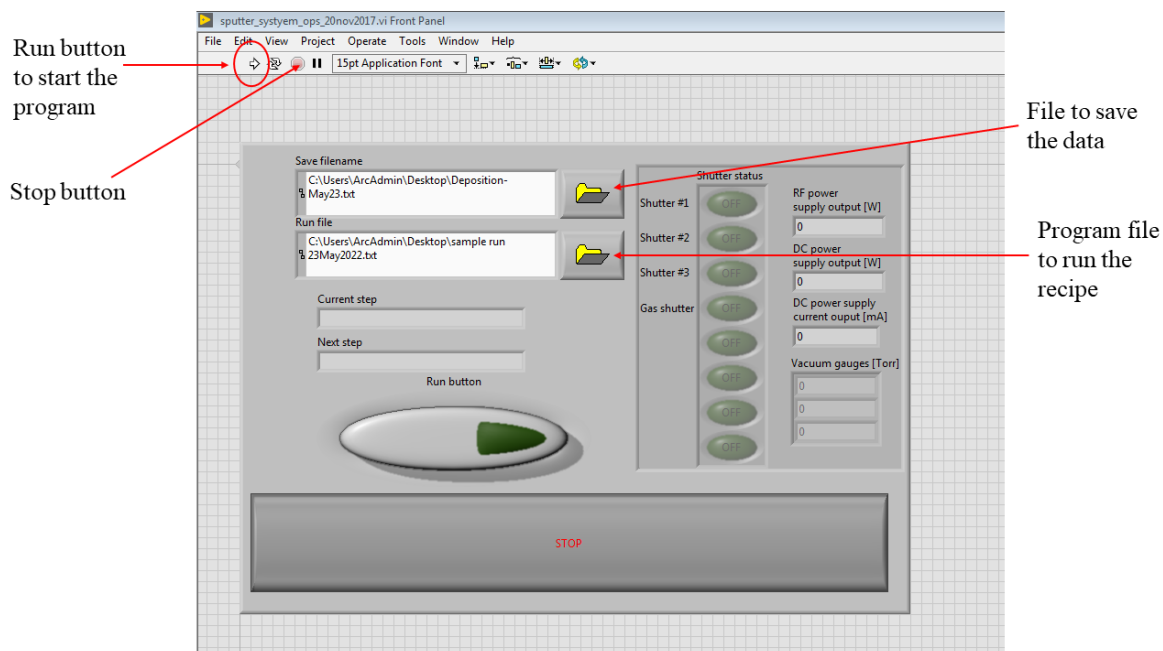 sputter_systyem_ops_20nov2017.vi Front Panel
File Edit View Project Operate Tools Window Help
15pt Application Font
Run button
to start the
program
Stop button
File to save
the data
Program file
to run the
recipe
Save filename
C:\Users\ArcAdmin\Desktop\Deposition-
May23.txt
Run file
C:\Users\ArcAdmin\Desktop\sample run
23May2022.txt
Current step
Next step
Run button
Shutter status
Shutter #1 OFF
Shutter #2 OFF
Shutter #3 OFF
Gas shutter OFF
OFF
OFF
OFF
OFF
RF power
supply output [W]
0
DC power
supply output [W]
0
DC power supply
current ouput [mA]
0
Vacuum gauges [Torr]
0
0
0
STOP